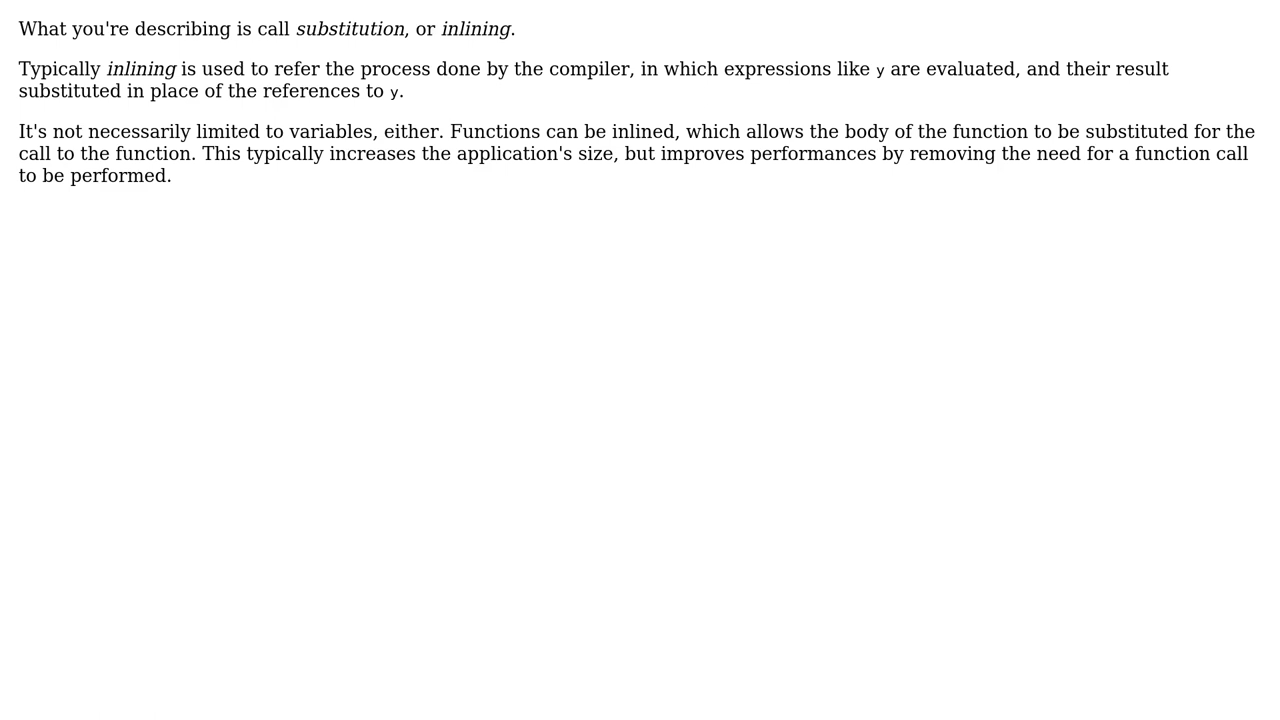 What you're describing is call substitution, or inlining.
Typically inlining is used to refer the process done by the compiler, in which expressions like y are evaluated, and their result
substituted in place of the references to y.
It's not necessarily limited to variables, either. Functions can be inlined, which allows the body of the function to be substituted for the
call to the function. This typically increases the application's size, but improves performances by removing the need for a function call
to be performed.